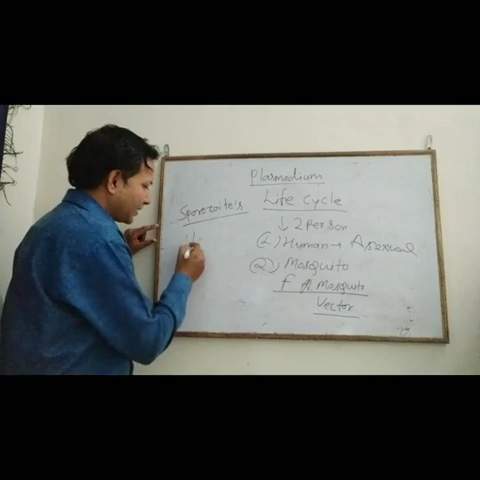 Plasmodium
Life cycle
Sporozoite's
↓ 2 Person
(1) Human → Asexual
(2) Mosquito
F Mosquito
Vector